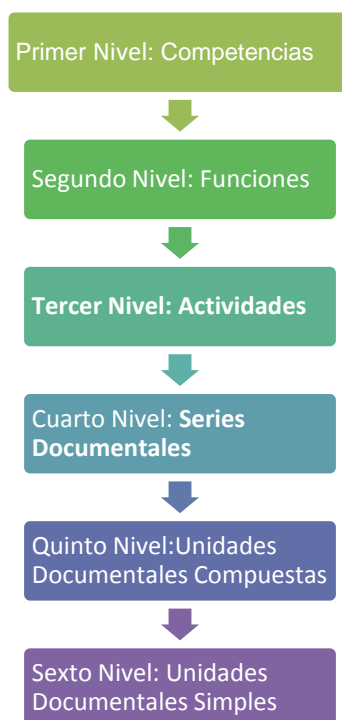 Primer Nivel: Competencias
Segundo Nivel: Funciones
Tercer Nivel: Actividades
Cuarto Nivel: Series
Documentales
Quinto Nivel:Unidades
Documentales Compuestas
Sexto Nivel: Unidades
Documentales Simples